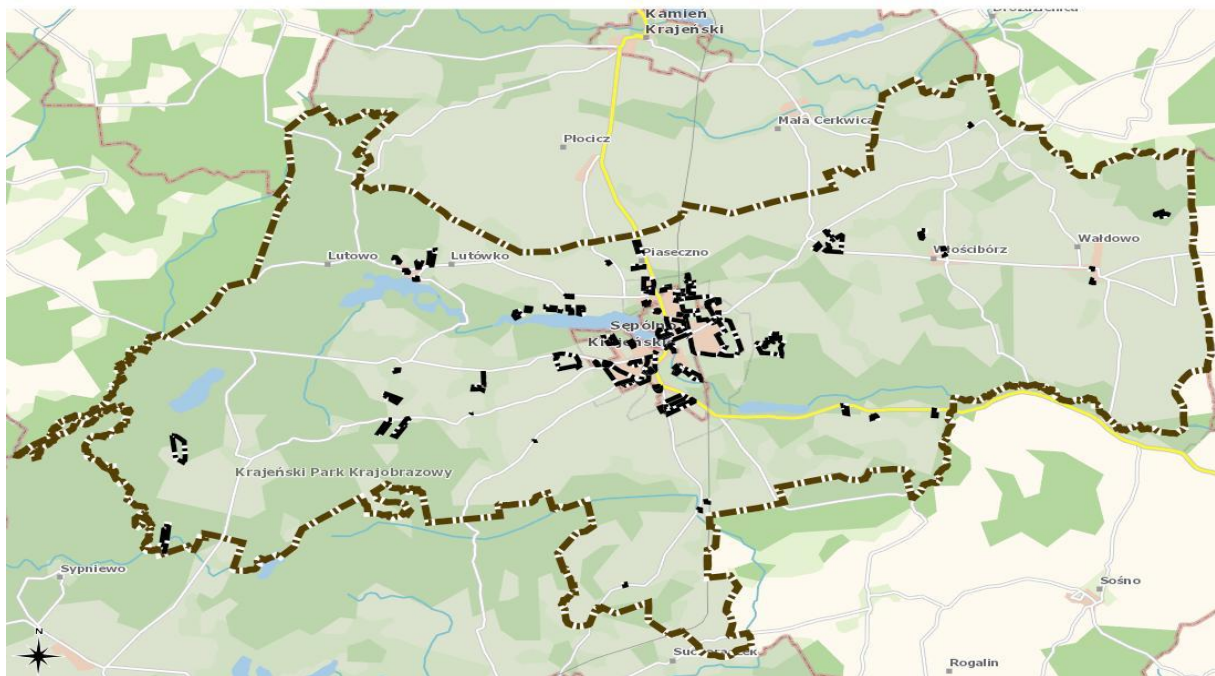 Kamień
Krajeński
Mała Cerkwica
Płocicz
Wałdowo
Włościbórz
Piaseczno
Lutowo
Lutówko
Sępólno
Krajeński
Krajeński Park Krajobrazowy
Sypniewo
Sośno
N
Rogalin